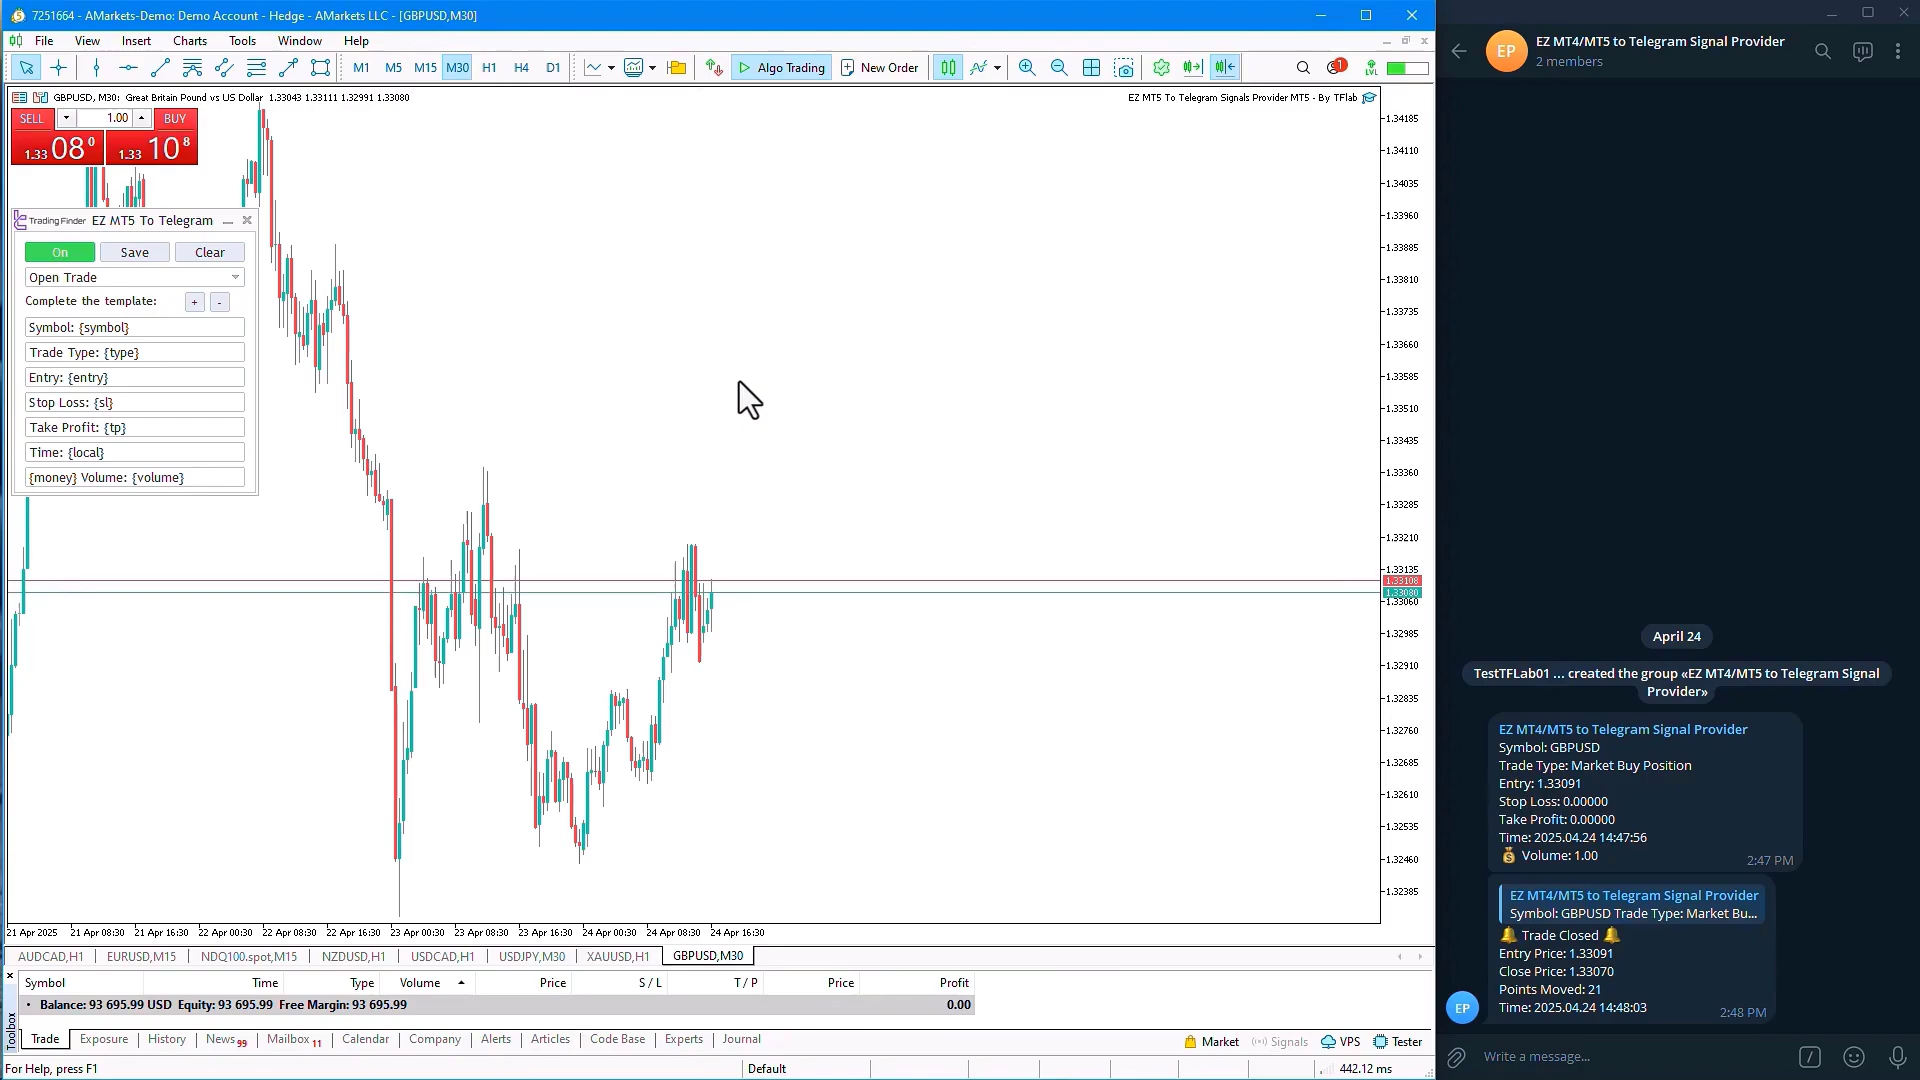 7251664 - AMarkets-Demo: Demo Account - Hedge - AMarkets LLC - [GBPUSD,M30]
File View Insert Charts Tools Window Help
M1 M5 M15 M30 H1 H4 D1 Algo Trading New Order 1 LVL
GBPUSD, M30: Great Britain Pound vs US Dollar 1.33043 1.33111 1.32991 1.33080
EZ MT5 To Telegram Signals Provider MT5 - By TFlab
SELL 1.00 BUY
1.33 08 0 1.33 10 8
Trading Finder EZ MT5 To Telegram
On Save Clear
Open Trade
Complete the template: + -
Symbol: {symbol}
Trade Type: {type}
Entry: {entry}
Stop Loss: {sl}
Take Profit: {tp}
Time: {local}
{money} Volume: {volume}
1.34185
1.34110
1.34035
1.33960
1.33885
1.33810
1.33735
1.33660
1.33585
1.33510
1.33435
1.33360
1.33285
1.33210
1.33135
1.33108
1.33080
1.33060
1.32985
1.32910
1.32835
1.32760
1.32685
1.32610
1.32535
1.32460
1.32385
21 Apr 2025 21 Apr 08:30 21 Apr 16:30 22 Apr 00:30 22 Apr 08:30 22 Apr 16:30 23 Apr 00:30 23 Apr 08:30 23 Apr 16:30 24 Apr 00:30 24 Apr 08:30 24 Apr 16:30
AUDCAD,H1 EURUSD,M15 NDQ100.spot,M15 NZDUSD,H1 USDCAD,H1 USDJPY,M30 XAUUSD,H1 GBPUSD,M30
Symbol Time Type Volume Price S / L T / P Price Profit
Balance: 93 695.99 USD Equity: 93 695.99 Free Margin: 93 695.99 0.00
Toolbox
Trade Exposure History News 99 Mailbox 11 Calendar Company Alerts Articles Code Base Experts Journal
Market Signals VPS Tester
For Help, press F1 Default 442.12 ms
EP
EZ MT4/MT5 to Telegram Signal Provider
2 members
April 24
TestTFLab01 ... created the group «EZ MT4/MT5 to Telegram Signal
Provider»
EZ MT4/MT5 to Telegram Signal Provider
Symbol: GBPUSD
Trade Type: Market Buy Position
Entry: 1.33091
Stop Loss: 0.00000
Take Profit: 0.00000
Time: 2025.04.24 14:47:56
Volume: 1.00
2:47 PM
EZ MT4/MT5 to Telegram Signal Provider
Symbol: GBPUSD Trade Type: Market Bu...
Trade Closed
Entry Price: 1.33091
Close Price: 1.33070
Points Moved: 21
Time: 2025.04.24 14:48:03
2:48 PM
EP
Write a message...